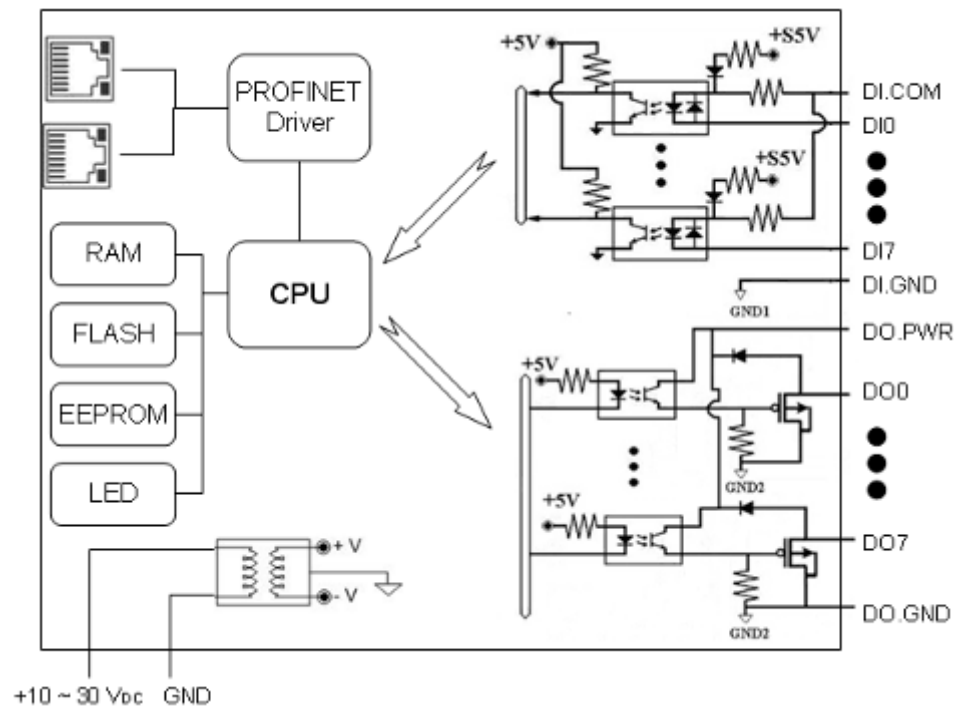 PROFINET
Driver
CPU
RAM
FLASH
EEPROM
LED
+ V
- V
+10 ~ 30 VDC
GND
+5V
+S5V
DI.COM
DI0
+S5V
DI7
DI.GND
GND1
DO.PWR
+5V
DO0
GND2
+5V
DO7
DO.GND
GND2